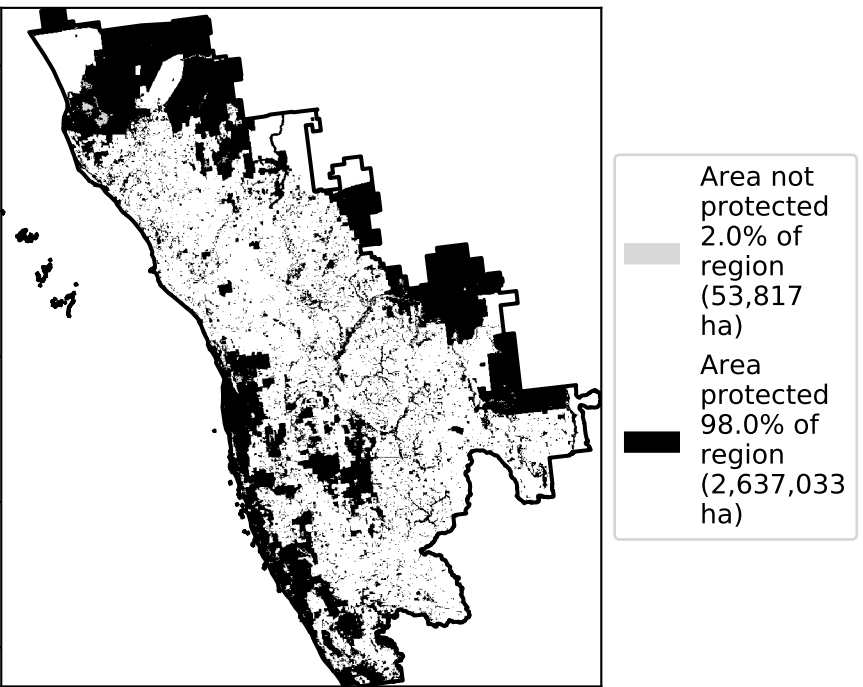 Area not
protected
2.0% of
region
(53,817
ha)
Area
protected
98.0% of
region
(2,637,033
ha)